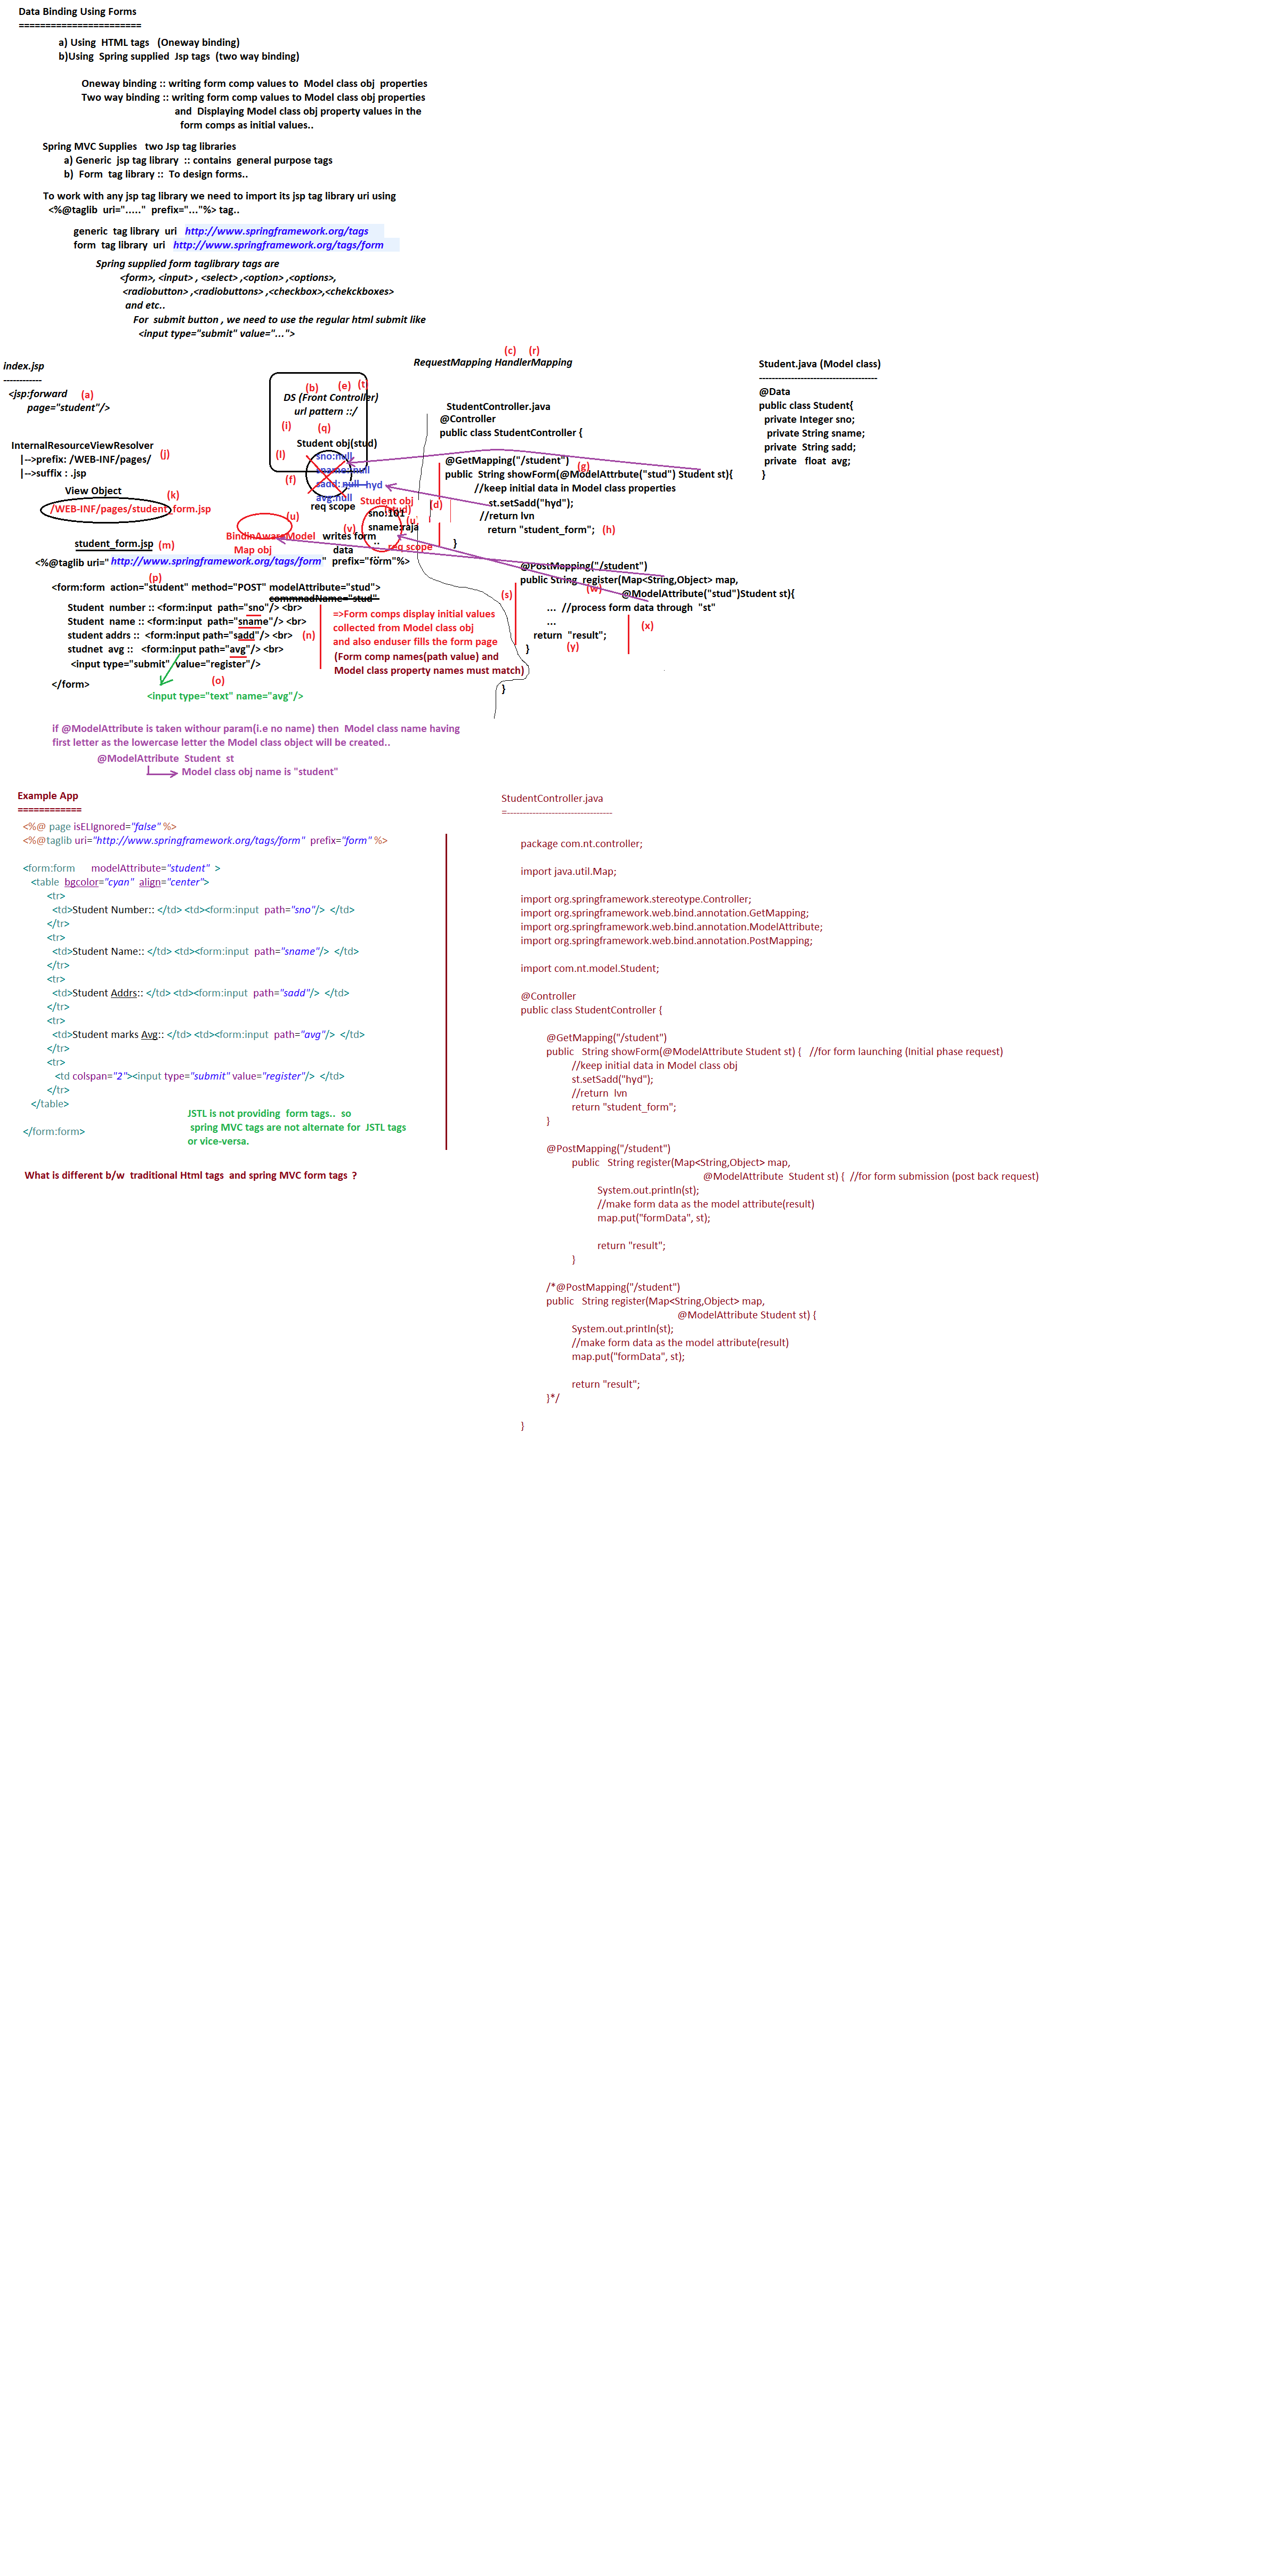 Data Binding Using Forms
=======================
a) Using  HTML tags   (Oneway binding)
b)Using  Spring supplied  Jsp tags  (two way binding)
Oneway binding :: writing form comp values to  Model class obj  properties
Two way binding :: writing form comp values to Model class obj properties
and  Displaying Model class obj property values in the
form comps as initial values..
Spring MVC Supplies   two Jsp tag libraries
a) Generic  jsp tag library  :: contains  general purpose tags
b)  Form  tag library ::  To design forms..
To work with any jsp tag library we need to import its jsp tag library uri using
<%@taglib  uri="....."  prefix="..."%> tag..
generic  tag library  uri   http://www.springframework.org/tags
form  tag library  uri   http://www.springframework.org/tags/form
Spring supplied form taglibrary tags are
<form>, <input> , <select> ,<option> ,<options>,
<radiobutton> ,<radiobuttons> ,<checkbox>,<chekckboxes>
and etc..
For  submit button , we need to use the regular html submit like
<input type="submit" value="...">
index.jsp
------------
<jsp:forward     (a)
page="student"/>
InternalResourceViewResolver
|-->prefix: /WEB-INF/pages/   (j)
|-->suffix : .jsp
View Object
(k)
/WEB-INF/pages/student_form.jsp
(b)  (e)  (t)
DS (Front Controller)
url pattern ::/
(i)
(q)
Student obj(stud)
(l)
sno:null
sname:null
(f)
sadd: null  hyd
avg:null
req scope
Student obj
(stud)
sno:101
(u)
(u)
(v)
sname:raja
..
req scope
BindinAwareModel
Map obj
writes form
data
(c)   (r)
RequestMapping HandlerMapping
StudentController.java
@Controller
public class StudentController {
@GetMapping("/student")
(g)
public  String showForm(@ModelAttrbute("stud") Student st){
//keep initial data in Model class properties
(d)
st.setSadd("hyd");
//return lvn
return "student_form";   (h)
}
@PostMapping("/student")
public  String  register(Map<String,Object> map,
(s)
(w)
@ModelAttribute("stud")Student st){
...  //process form data through  "st"
...
(x)
return  "result";
(y)
}
}
Student.java (Model class)
-------------------------------------
@Data
public class Student{
private Integer sno;
private String sname;
private  String sadd;
private   float  avg;
}
student_form.jsp  (m)
<%@taglib uri=" http://www.springframework.org/tags/form"  prefix="form"%>
(p)
<form:form  action="student" method="POST" modelAttribute="stud">
commnadName="stud"
Student  number :: <form:input  path="sno"/> <br>
Student  name :: <form:input  path="sname"/> <br>
student addrs ::  <form:input path="sadd"/> <br>   (n)
studnet  avg ::   <form:input path="avg"/> <br>
<input type="submit"  value="register"/>
(o)
</form>
<input type="text" name="avg"/>
=>Form comps display initial values
collected from Model class obj
and also enduser fills the form page
(Form comp names(path value) and
Model class property names must match)
if @ModelAttribute is taken withour param(i.e no name) then  Model class name having
first letter as the lowercase letter the Model class object will be created..
@ModelAttribute  Student  st
Model class obj name is "student"
Example App
============
<%@ page isELIgnored="false" %>
<%@taglib uri="http://www.springframework.org/tags/form"  prefix="form" %>
<form:form      modelAttribute="student"  >
<table  bgcolor="cyan"  align="center">
<tr>
<td>Student Number:: </td> <td><form:input  path="sno"/>  </td>
</tr>
<tr>
<td>Student Name:: </td> <td><form:input  path="sname"/>  </td>
</tr>
<tr>
<td>Student Addrs:: </td> <td><form:input  path="sadd"/>  </td>
</tr>
<tr>
<td>Student marks Avg:: </td> <td><form:input  path="avg"/>  </td>
</tr>
<tr>
<td colspan="2"><input type="submit" value="register"/>  </td>
</tr>
</table>
</form:form>
JSTL is not providing  form tags..  so
spring MVC tags are not alternate for  JSTL tags
or vice-versa.
What is different b/w  traditional Html tags  and spring MVC form tags  ?
StudentController.java
=---------------------------------
package com.nt.controller;
import java.util.Map;
import org.springframework.stereotype.Controller;
import org.springframework.web.bind.annotation.GetMapping;
import org.springframework.web.bind.annotation.ModelAttribute;
import org.springframework.web.bind.annotation.PostMapping;
import com.nt.model.Student;
@Controller
public class StudentController {
@GetMapping("/student")
public   String showForm(@ModelAttribute Student st) {   //for form launching (Initial phase request)
//keep initial data in Model class obj
st.setSadd("hyd");
//return  lvn
return "student_form";
}
@PostMapping("/student")
public   String register(Map<String,Object> map,
@ModelAttribute  Student st) {  //for form submission (post back request)
System.out.println(st);
//make form data as the model attribute(result)
map.put("formData", st);
return "result";
}
/*@PostMapping("/student")
public   String register(Map<String,Object> map,
@ModelAttribute Student st) {
System.out.println(st);
//make form data as the model attribute(result)
map.put("formData", st);
return "result";
}*/
}